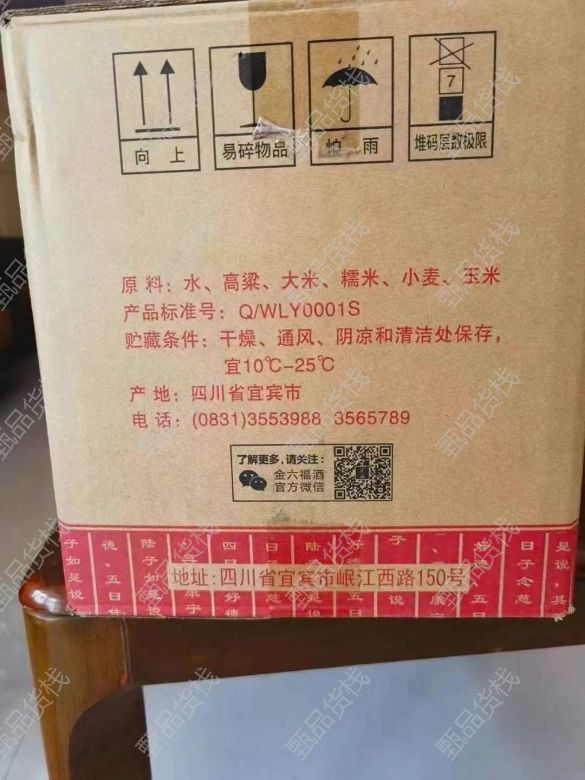 向上
易碎物品
怕雨
7
堆码层数极限
原料：水、高粱、大米、糯米、小麦、玉米
产品标准号：Q/WLY0001S
贮藏条件：干燥、通风、阴凉和清洁处保存，
宜10℃-25℃
产地：四川省宜宾市
电话：(0831)3553988 3565789
了解更多，请关注：
金六福酒
官方微信
地址：四川省宜宾市岷江西路150号
甄品货栈